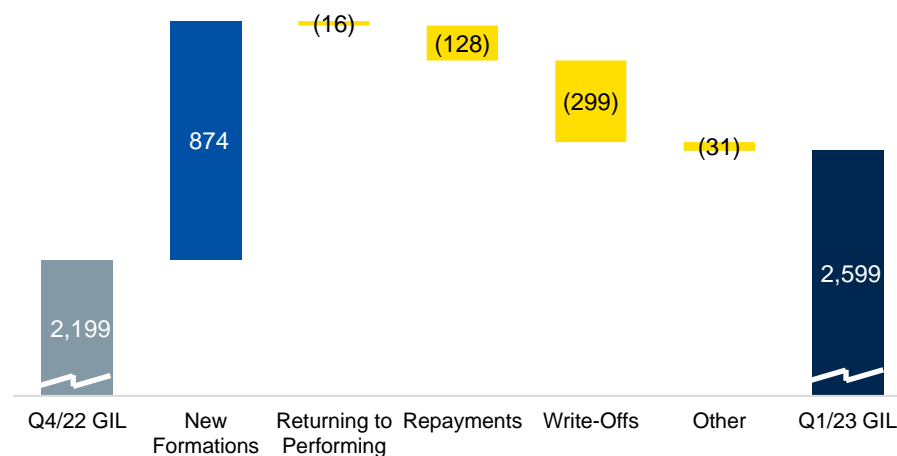 (16)
(128)
(299)
(31)
874
2,199
2,599
Q4/22 GIL
New
Formations
Returning to
Performing
Repayments
Write-Offs
Other
Q1/23 GIL